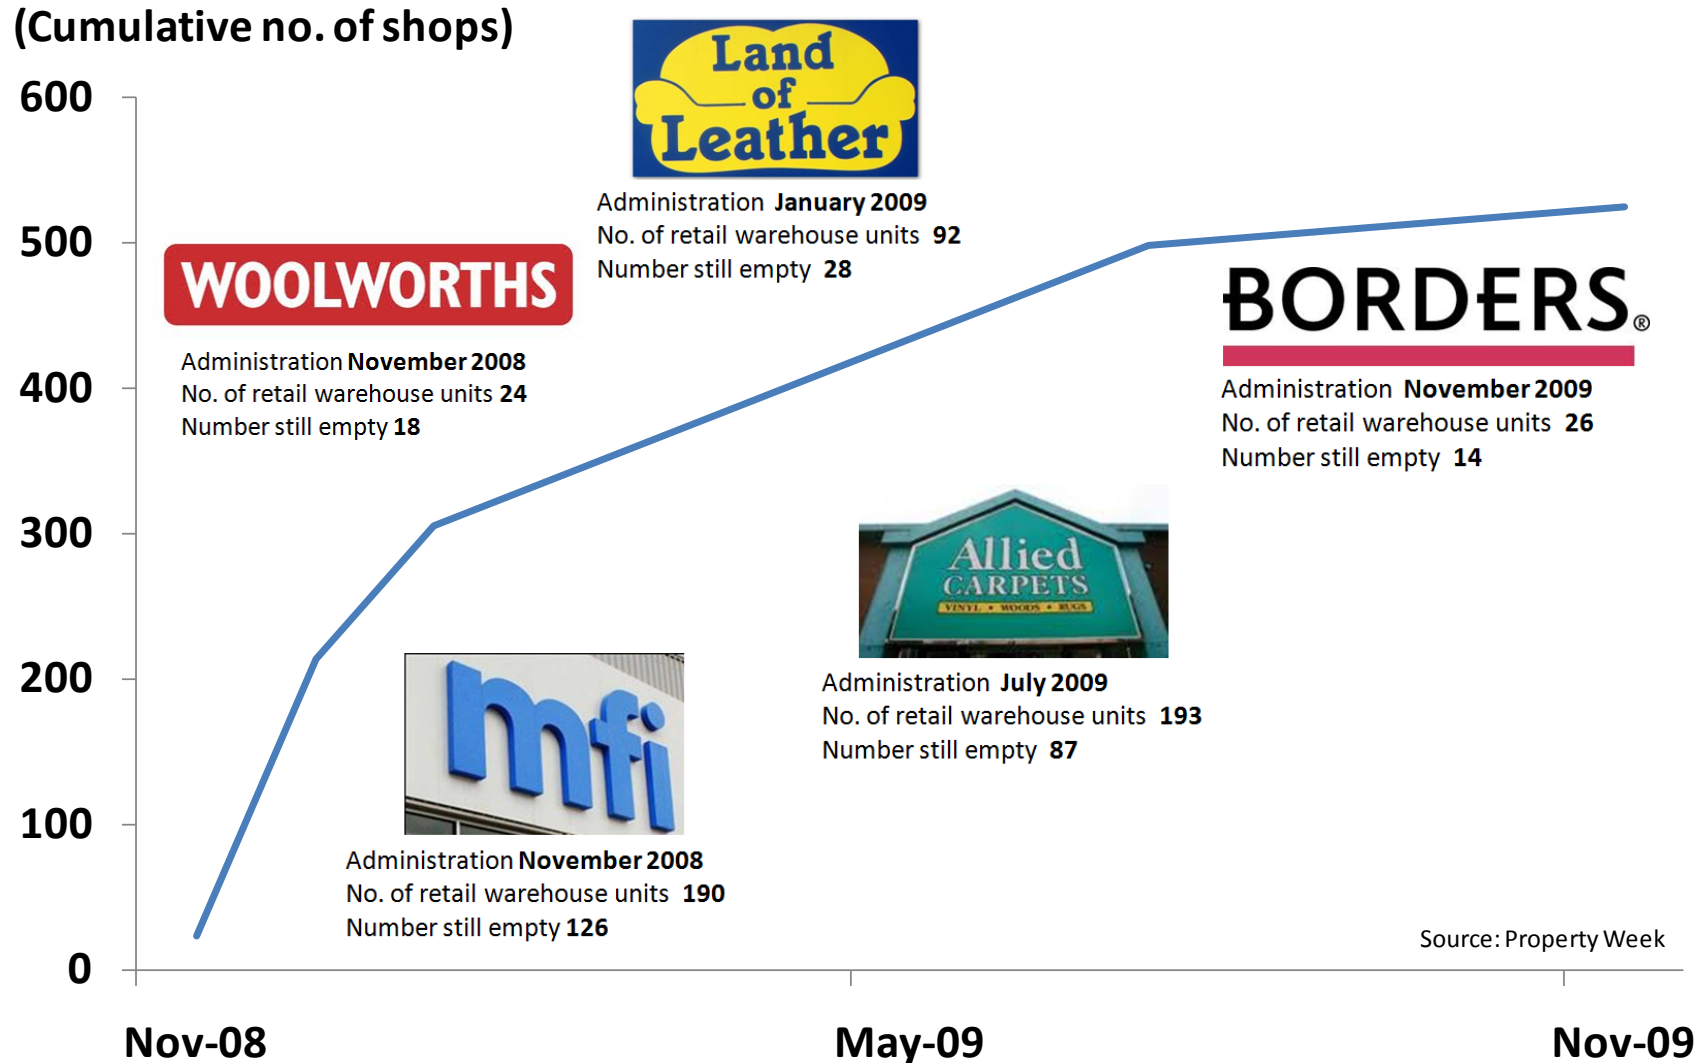 (Cumulative no. of shops)
600
500
400
300
200
100
0
Nov-08
May-09
Nov-09
WOOLWORTHS
Administration November 2008
No. of retail warehouse units 24
Number still empty 18
mfi
Administration November 2008
No. of retail warehouse units 190
Number still empty 126
Land
of
Leather
Administration January 2009
No. of retail warehouse units 92
Number still empty 28
Allied
CARPETS
VINYL • WOODS • RUGS
Administration July 2009
No. of retail warehouse units 193
Number still empty 87
BORDERS®
Administration November 2009
No. of retail warehouse units 26
Number still empty 14
Source: Property Week